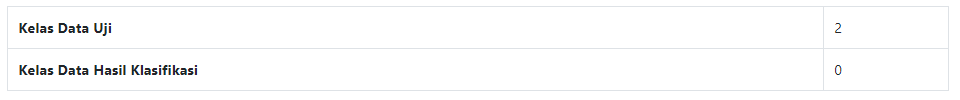 Kelas Data Uji 2
Kelas Data Hasil Klasifikasi 0